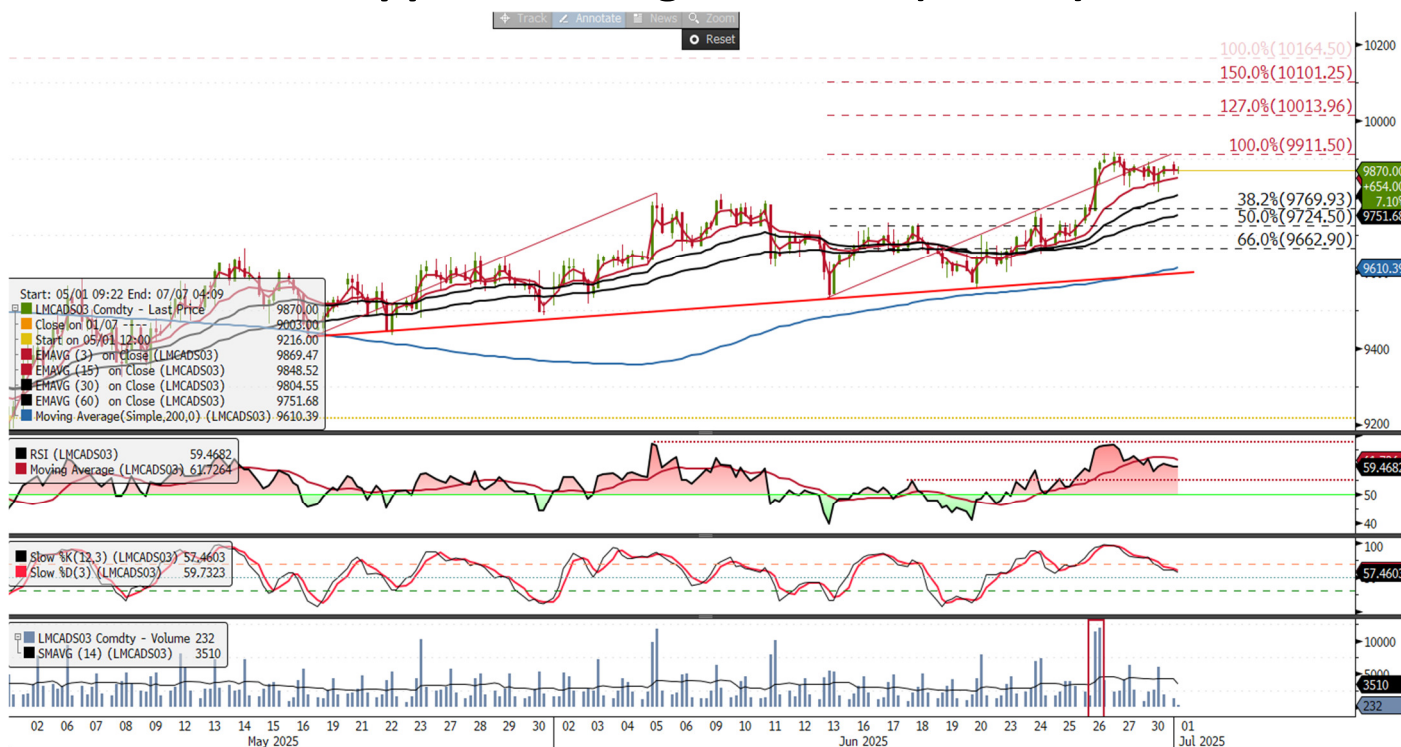 Track Annotate News Zoom
Reset
100.0%(10164.50)
150.0%(10101.25)
127.0%(10013.96)
100.0%(9911.50)
38.2%(9769.93)
50.0%(9724.50)
66.0%(9662.90)
10200
10000
9870.00
+654.00
7.10%
9751.68
9610.39
9400
9200
Start: 05/01 09:22 End: 07/07 04:09
LMCADS03 Comdty - Last Price 9870.00
Close on 01/07 ---- 9003.00
Start on 05/01 12:00 9216.00
EMAVG (3) on Close (LMCADS03) 9869.47
EMAVG (15) on Close (LMCADS03) 9848.52
EMAVG (30) on Close (LMCADS03) 9804.55
EMAVG (60) on Close (LMCADS03) 9751.68
Moving Average(Simple,200,0) (LMCADS03) 9610.39
RSI (LMCADS03) 59.4682
Moving Average (LMCADS03) 61.7264
59.4682
50
40
Slow %K(12,3) (LMCADS03) 57.4603
Slow %D(3) (LMCADS03) 59.7323
100
57.4603
LMCADS03 Comdty - Volume 232
SMAVG (14) (LMCADS03) 3510
10000
5000
3510
232
02 06 07 08 09 12 13 14 15 16 19 20 21 22 23 27 28 29 30 02 03 04 05 06 09 10 11 12 13 16 17 18 19 20 23 24 25 26 27 30 01
May 2025 Jun 2025 Jul 2025